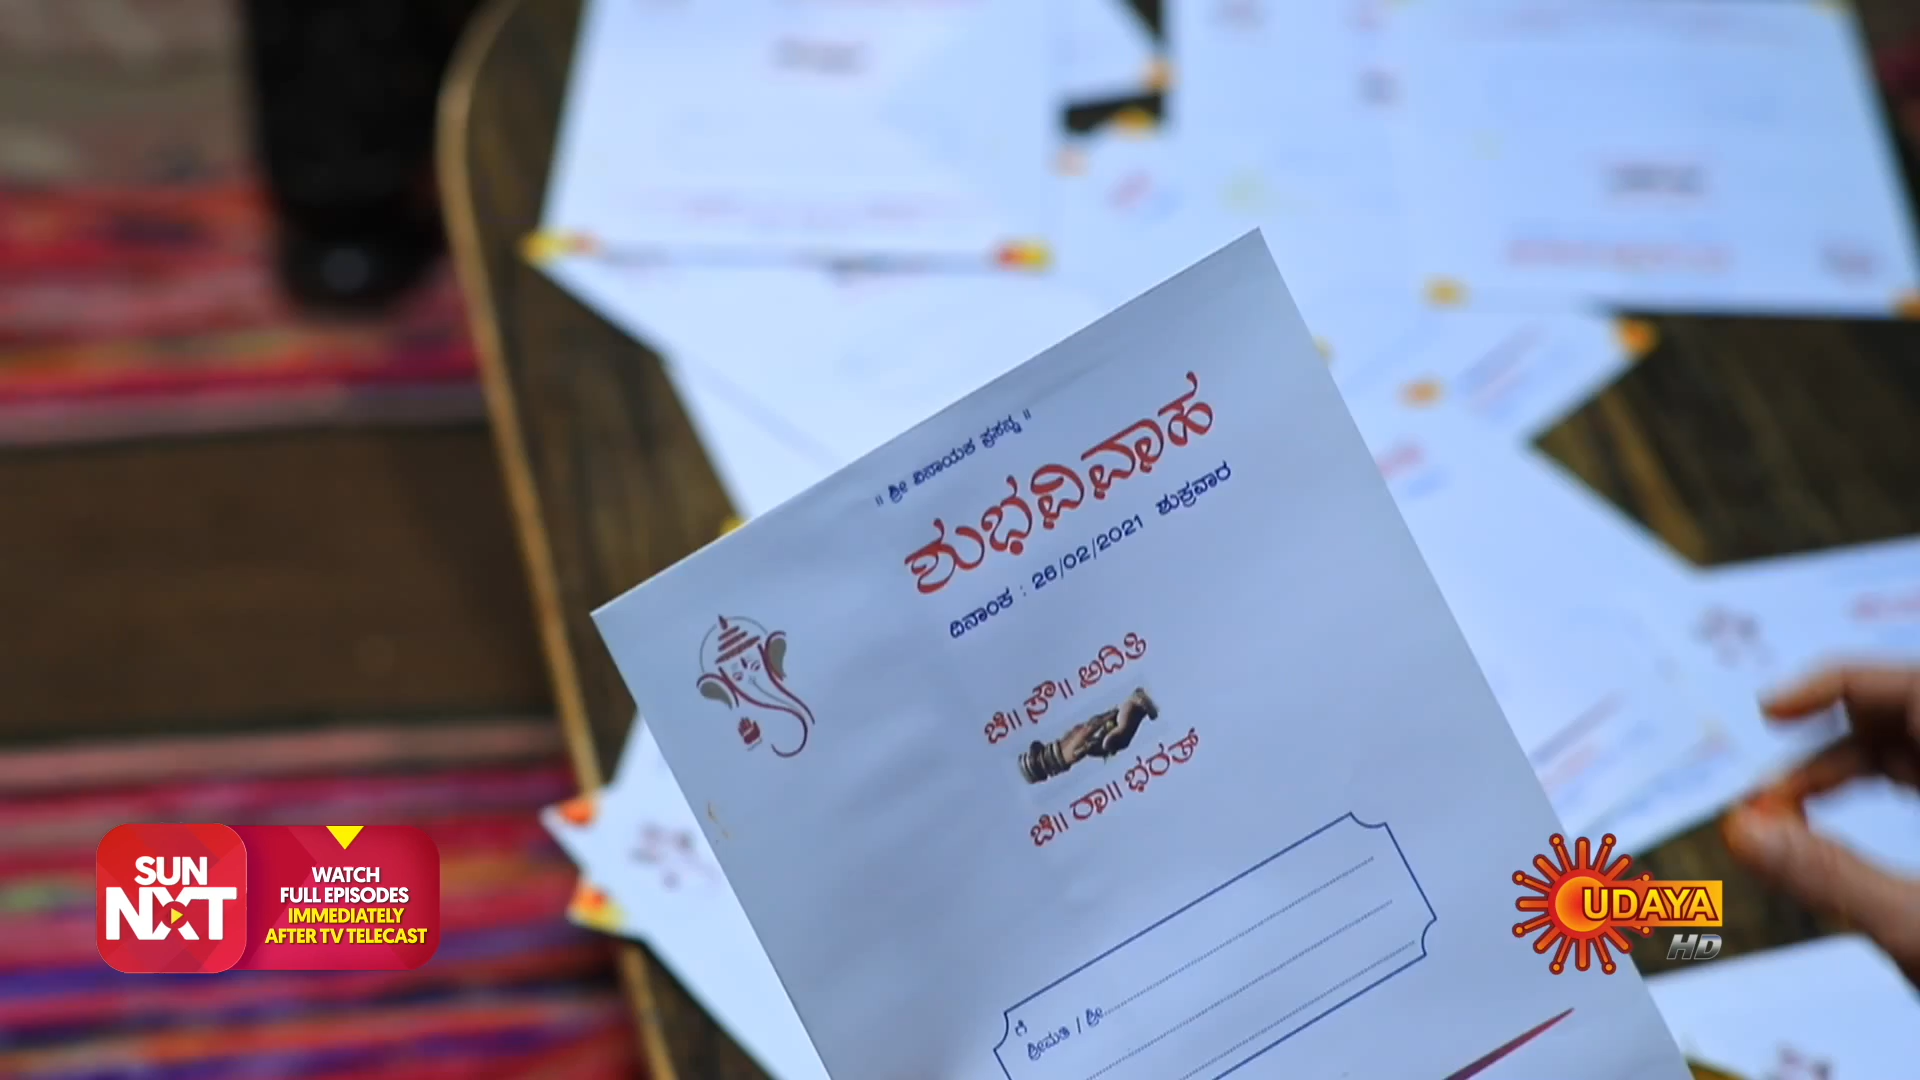 ॥ ಶ್ರೀ ವಿನಾಯಕ ಪ್ರಸನ್ನ ॥
ಶುಭವಿವಾಹ
ದಿನಾಂಕ : 26/02/2021 ಶುಕ್ರವಾರ
ಚಿ॥ ಸೌ॥ ಅದಿತಿ
ಚಿ॥ ರಾ॥ ಭರತ್
ಗೆ
ಶ್ರೀಮತಿ / ಶ್ರೀ
SUN
NXT
WATCH
FULL EPISODES
IMMEDIATELY
AFTER TV TELECAST
UDAYA
HD